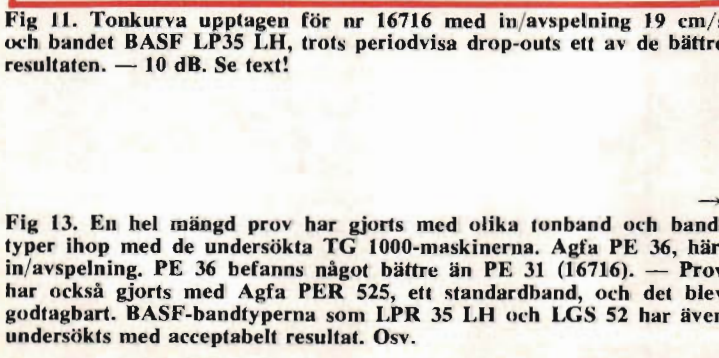 Fig 11. Tonkurva upptagen för nr 16716 med in/avspelning 19 cm/s
och bandet BASF LP35 LH, trots periodvisa drop-outs ett av de bättre
resultaten. — 10 dB. Se text!
→
Fig 13. En hel mängd prov har gjorts med olika tonband och band-
typer ihop med de undersökta TG 1000-maskinerna. Agfa PE 36, här
in/avspelning. PE 36 befanns något bättre än PE 31 (16716). — Prov
har också gjorts med Agfa PER 525, ett standardband, och det blev
godtagbart. BASF-bandtyperna som LPR 35 LH och LGS 52 har även
undersökts med acceptabelt resultat. Osv.